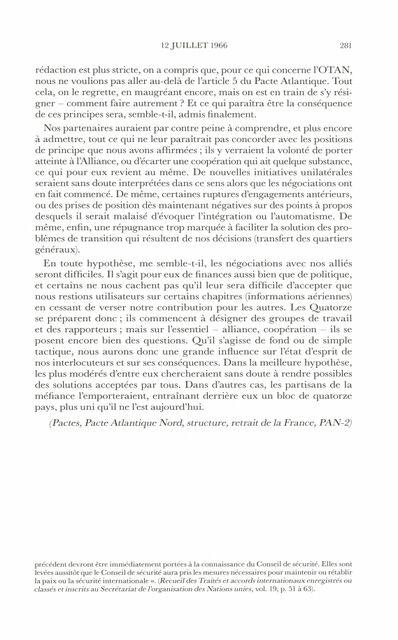 12 JUILLET 1966 281
rédaction est plus stricte, on a compris que, pour ce qui concerne l'OTAN,
nous ne voulions pas aller au-delà de l'article 5 du Pacte Atlantique. Tout
cela, on le regrette, en maugréant encore, mais on est en train de s'y rési-
gner – comment faire autrement ? Et ce qui paraîtra être la conséquence
de ces principes sera, semble-t-il, admis finalement.
Nos partenaires auraient par contre peine à comprendre, et plus encore
à admettre, tout ce qui ne leur paraîtrait pas concorder avec les positions
de principe que nous avons affirmées ; ils y verraient la volonté de porter
atteinte à l'Alliance, ou d'écarter une coopération qui ait quelque substance,
ce qui pour eux revient au même. De nouvelles initiatives unilatérales
seraient sans doute interprétées dans ce sens alors que les négociations ont
en fait commencé. De même, certaines ruptures d'engagements antérieurs,
ou des prises de position dès maintenant négatives sur des points à propos
desquels il serait malaisé d'évoquer l'intégration ou l'automatisme. De
même, enfin, une répugnance trop marquée à faciliter la solution des pro-
blèmes de transition qui résultent de nos décisions (transfert des quartiers
généraux).
En toute hypothèse, me semble-t-il, les négociations avec nos alliés
seront difficiles. Il s'agit pour eux de finances aussi bien que de politique,
et certains ne nous cachent pas qu'il leur sera difficile d'accepter que
nous restions utilisateurs sur certains chapitres (informations aériennes)
en cessant de verser notre contribution pour les autres. Les Quatorze
se préparent donc ; ils commencent à désigner des groupes de travail
et des rapporteurs ; mais sur l'essentiel – alliance, coopération – ils se
posent encore bien des questions. Qu'il s'agisse de fond ou de simple
tactique, nous aurons donc une grande influence sur l'état d'esprit de
nos interlocuteurs et sur ses conséquences. Dans la meilleure hypothèse,
les plus modérés d'entre eux chercheraient sans doute à rendre possibles
des solutions acceptées par tous. Dans d'autres cas, les partisans de la
méfiance l'emporteraient, entraînant derrière eux un bloc de quatorze
pays, plus uni qu'il ne l'est aujourd'hui.
(Pactes, Pacte Atlantique Nord, structure, retrait de la France, PAN-2)
précédent devront être immédiatement portées à la connaissance du Conseil de sécurité. Elles sont
levées aussitôt que le Conseil de sécurité aura pris les mesures nécessaires pour maintenir ou rétablir
la paix ou la sécurité internationale ». (Recueil des Traités et accords internationaux enregistrés ou
classés et inscrits au Secrétariat de l'organisation des Nations unies, vol. 19, p. 51 à 63).